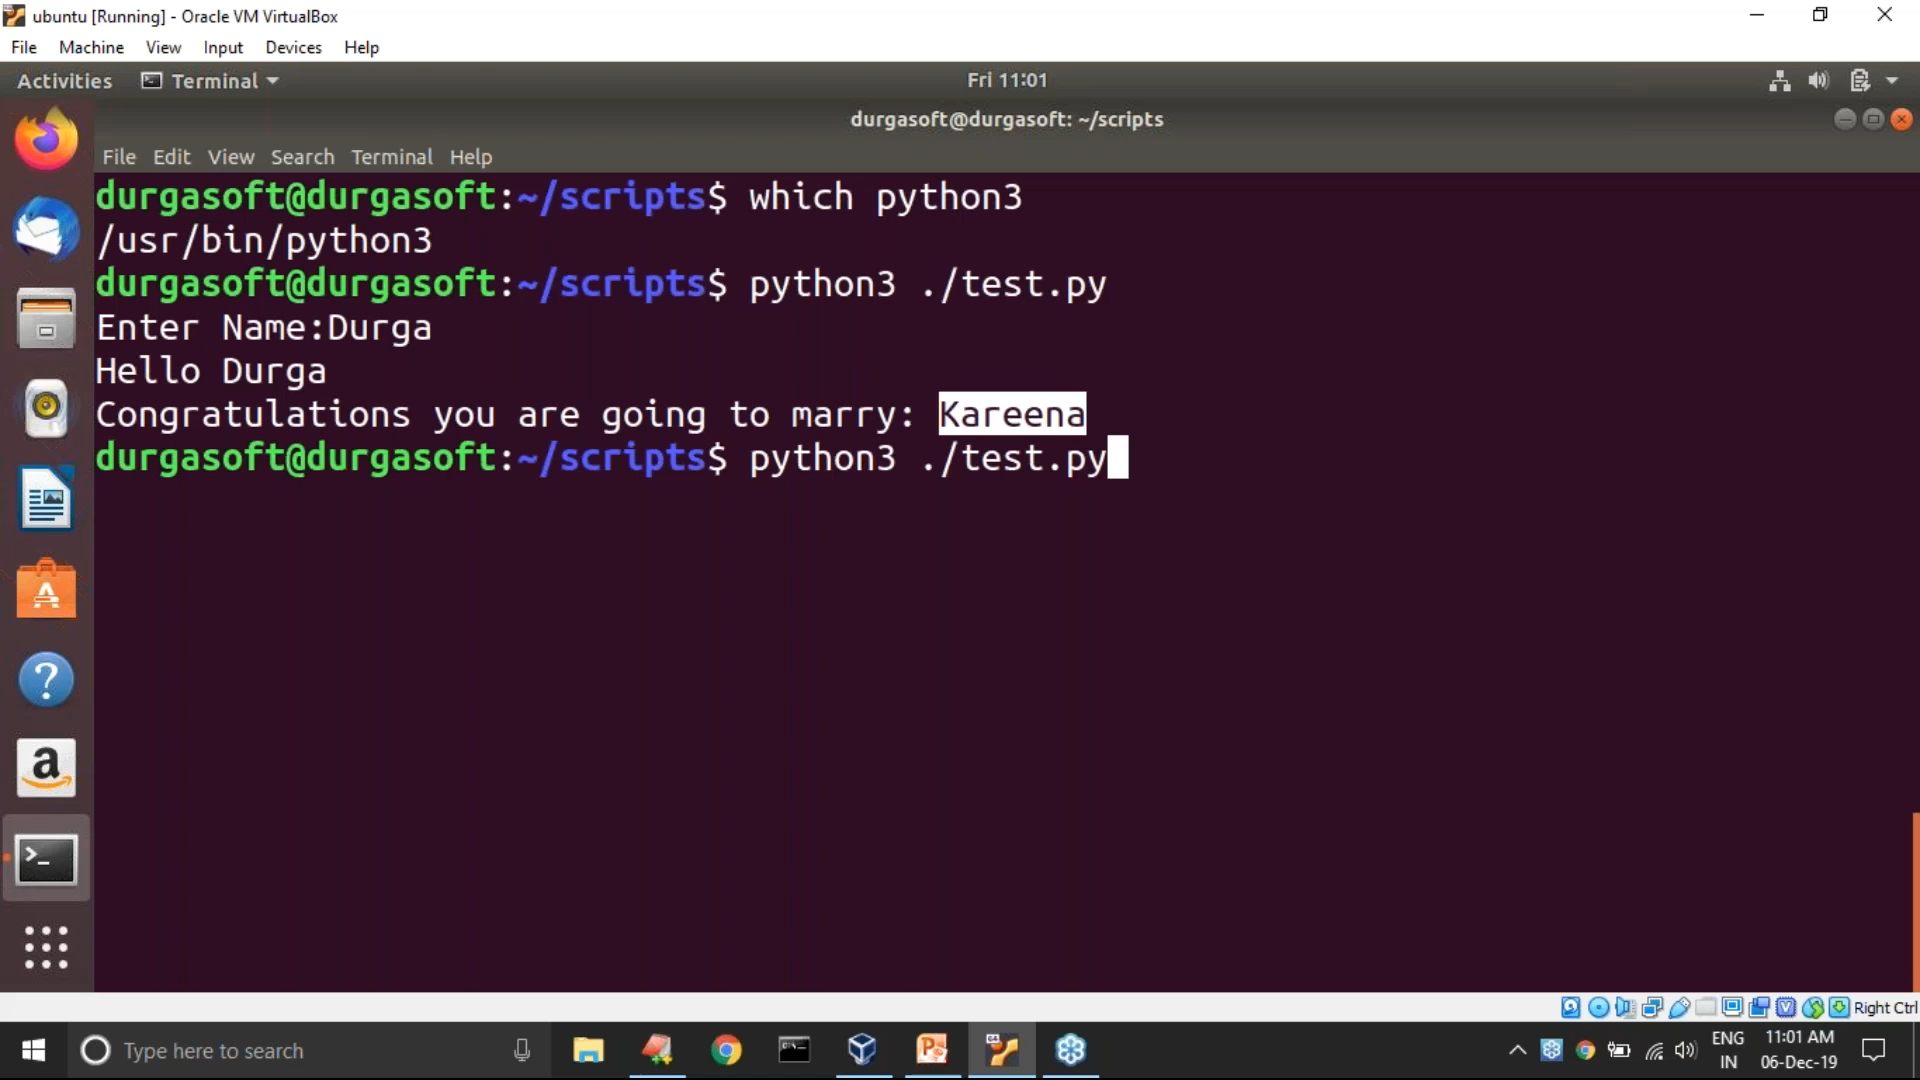 ubuntu [Running] - Oracle VM VirtualBox
File Machine View Input Devices Help
Activities Terminal Fri 11:01
durgasoft@durgasoft: ~/scripts
File Edit View Search Terminal Help
durgasoft@durgasoft:~/scripts$ which python3
/usr/bin/python3
durgasoft@durgasoft:~/scripts$ python3 ./test.py
Enter Name:Durga
Hello Durga
Congratulations you are going to marry: Kareena
durgasoft@durgasoft:~/scripts$ python3 ./test.py
Right Ctrl
Type here to search
ENG 11:01 AM
IN 06-Dec-19